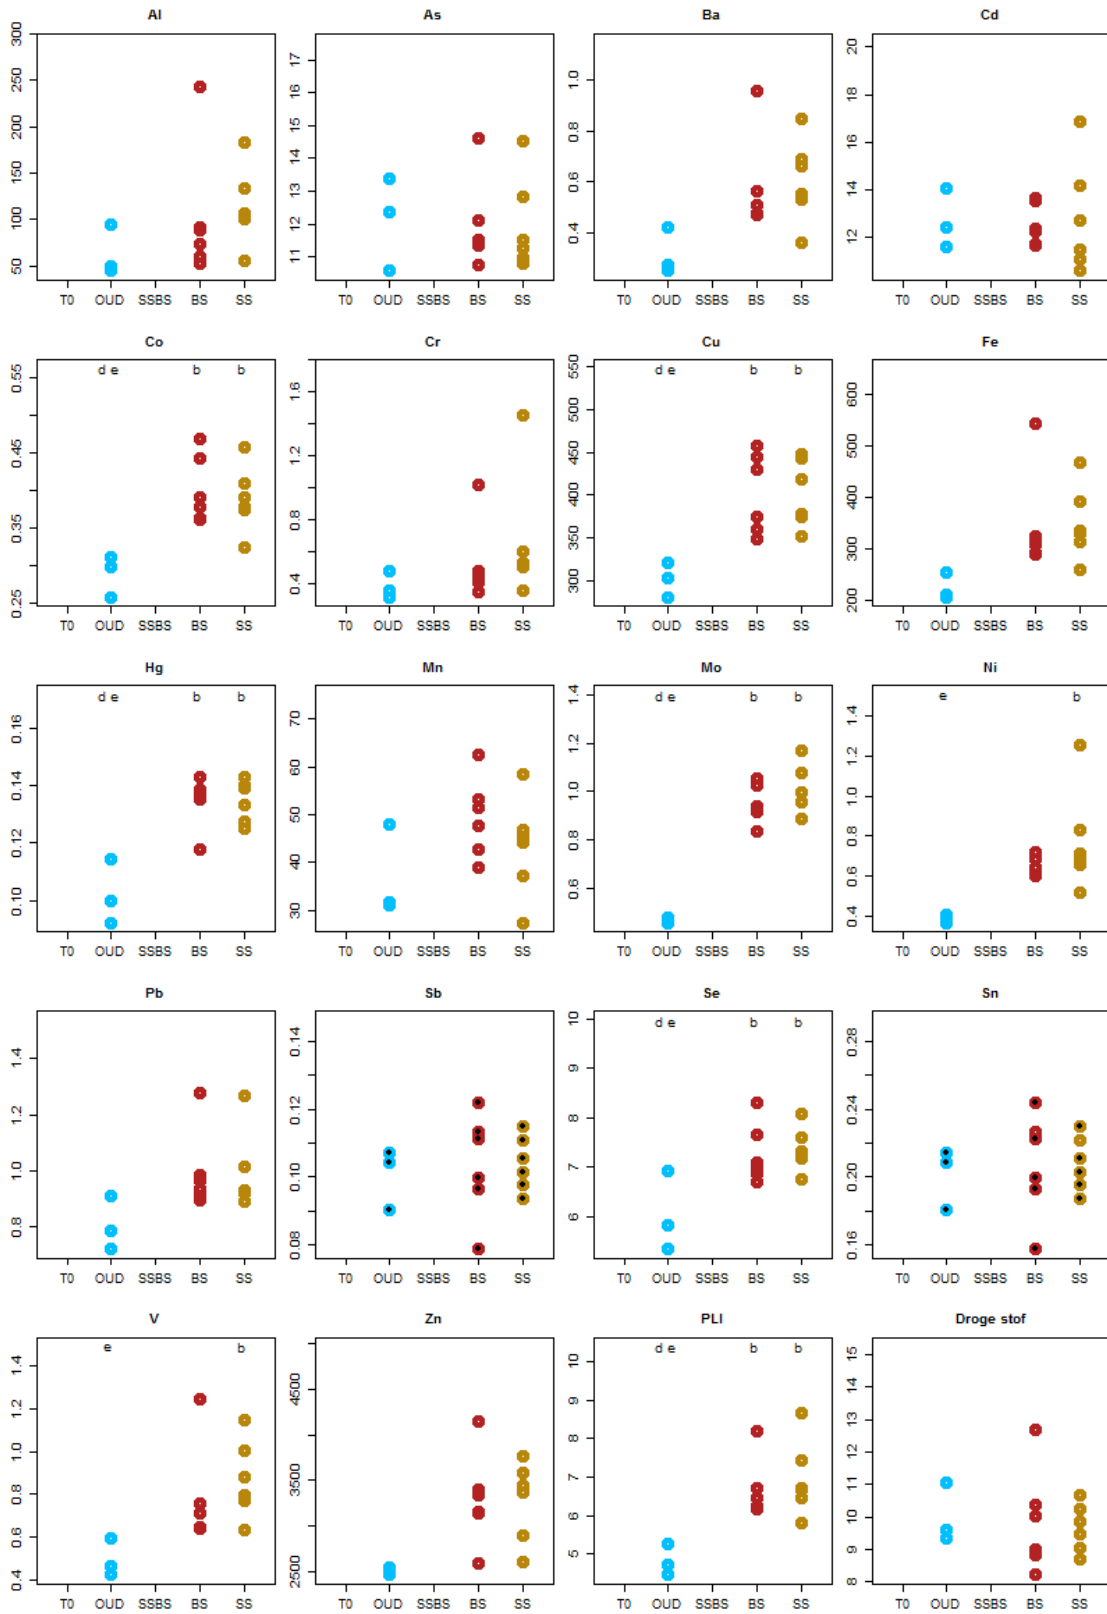 Al
300
250
200
150
100
50
T0 OUD SSBS BS SS
As
17
16
15
14
13
12
11
T0 OUD SSBS BS SS
Ba
1.0
0.8
0.6
0.4
T0 OUD SSBS BS SS
Cd
20
18
16
14
12
T0 OUD SSBS BS SS
Co
d e b b
0.55
0.45
0.35
0.25
T0 OUD SSBS BS SS
Cr
1.6
1.2
0.8
0.4
T0 OUD SSBS BS SS
Cu
d e b b
550
500
450
400
350
300
T0 OUD SSBS BS SS
Fe
600
500
400
300
200
T0 OUD SSBS BS SS
Hg
d e b b
0.16
0.14
0.12
0.10
T0 OUD SSBS BS SS
Mn
70
60
50
40
30
T0 OUD SSBS BS SS
Mo
d e b b
1.4
1.2
1.0
0.8
0.6
T0 OUD SSBS BS SS
Ni
e b
1.4
1.2
1.0
0.8
0.6
0.4
T0 OUD SSBS BS SS
Pb
1.4
1.2
1.0
0.8
T0 OUD SSBS BS SS
Sb
0.14
0.12
0.10
0.08
T0 OUD SSBS BS SS
Se
d e b b
10
9
8
7
6
T0 OUD SSBS BS SS
Sn
0.28
0.24
0.20
0.16
T0 OUD SSBS BS SS
V
e b
1.4
1.2
1.0
0.8
0.6
0.4
T0 OUD SSBS BS SS
Zn
4500
3500
2500
T0 OUD SSBS BS SS
PLI
d e b b
10
9
8
7
6
5
T0 OUD SSBS BS SS
Droge stof
15
14
13
12
11
10
9
8
T0 OUD SSBS BS SS